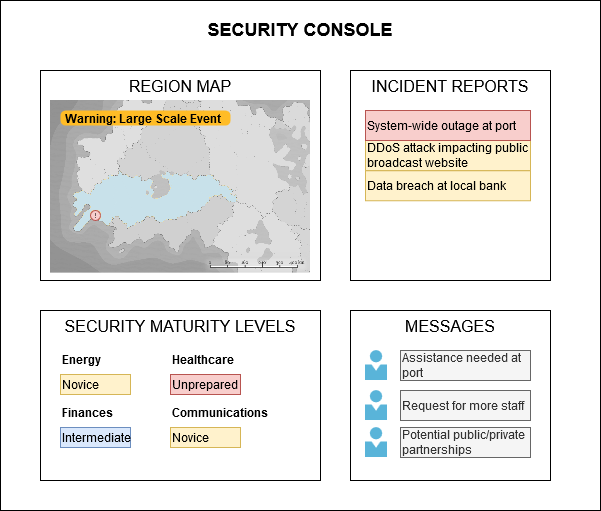 SECURITY CONSOLE
REGION MAP
Warning: Large Scale Event
INCIDENT REPORTS
System-wide outage at port
DDoS attack impacting public
broadcast website
Data breach at local bank
SECURITY MATURITY LEVELS
Energy
Healthcare
Novice
Unprepared
Finances
Communications
Intermediate
Novice
MESSAGES
Assistance needed at
port
Request for more staff
Potential public/private
partnerships